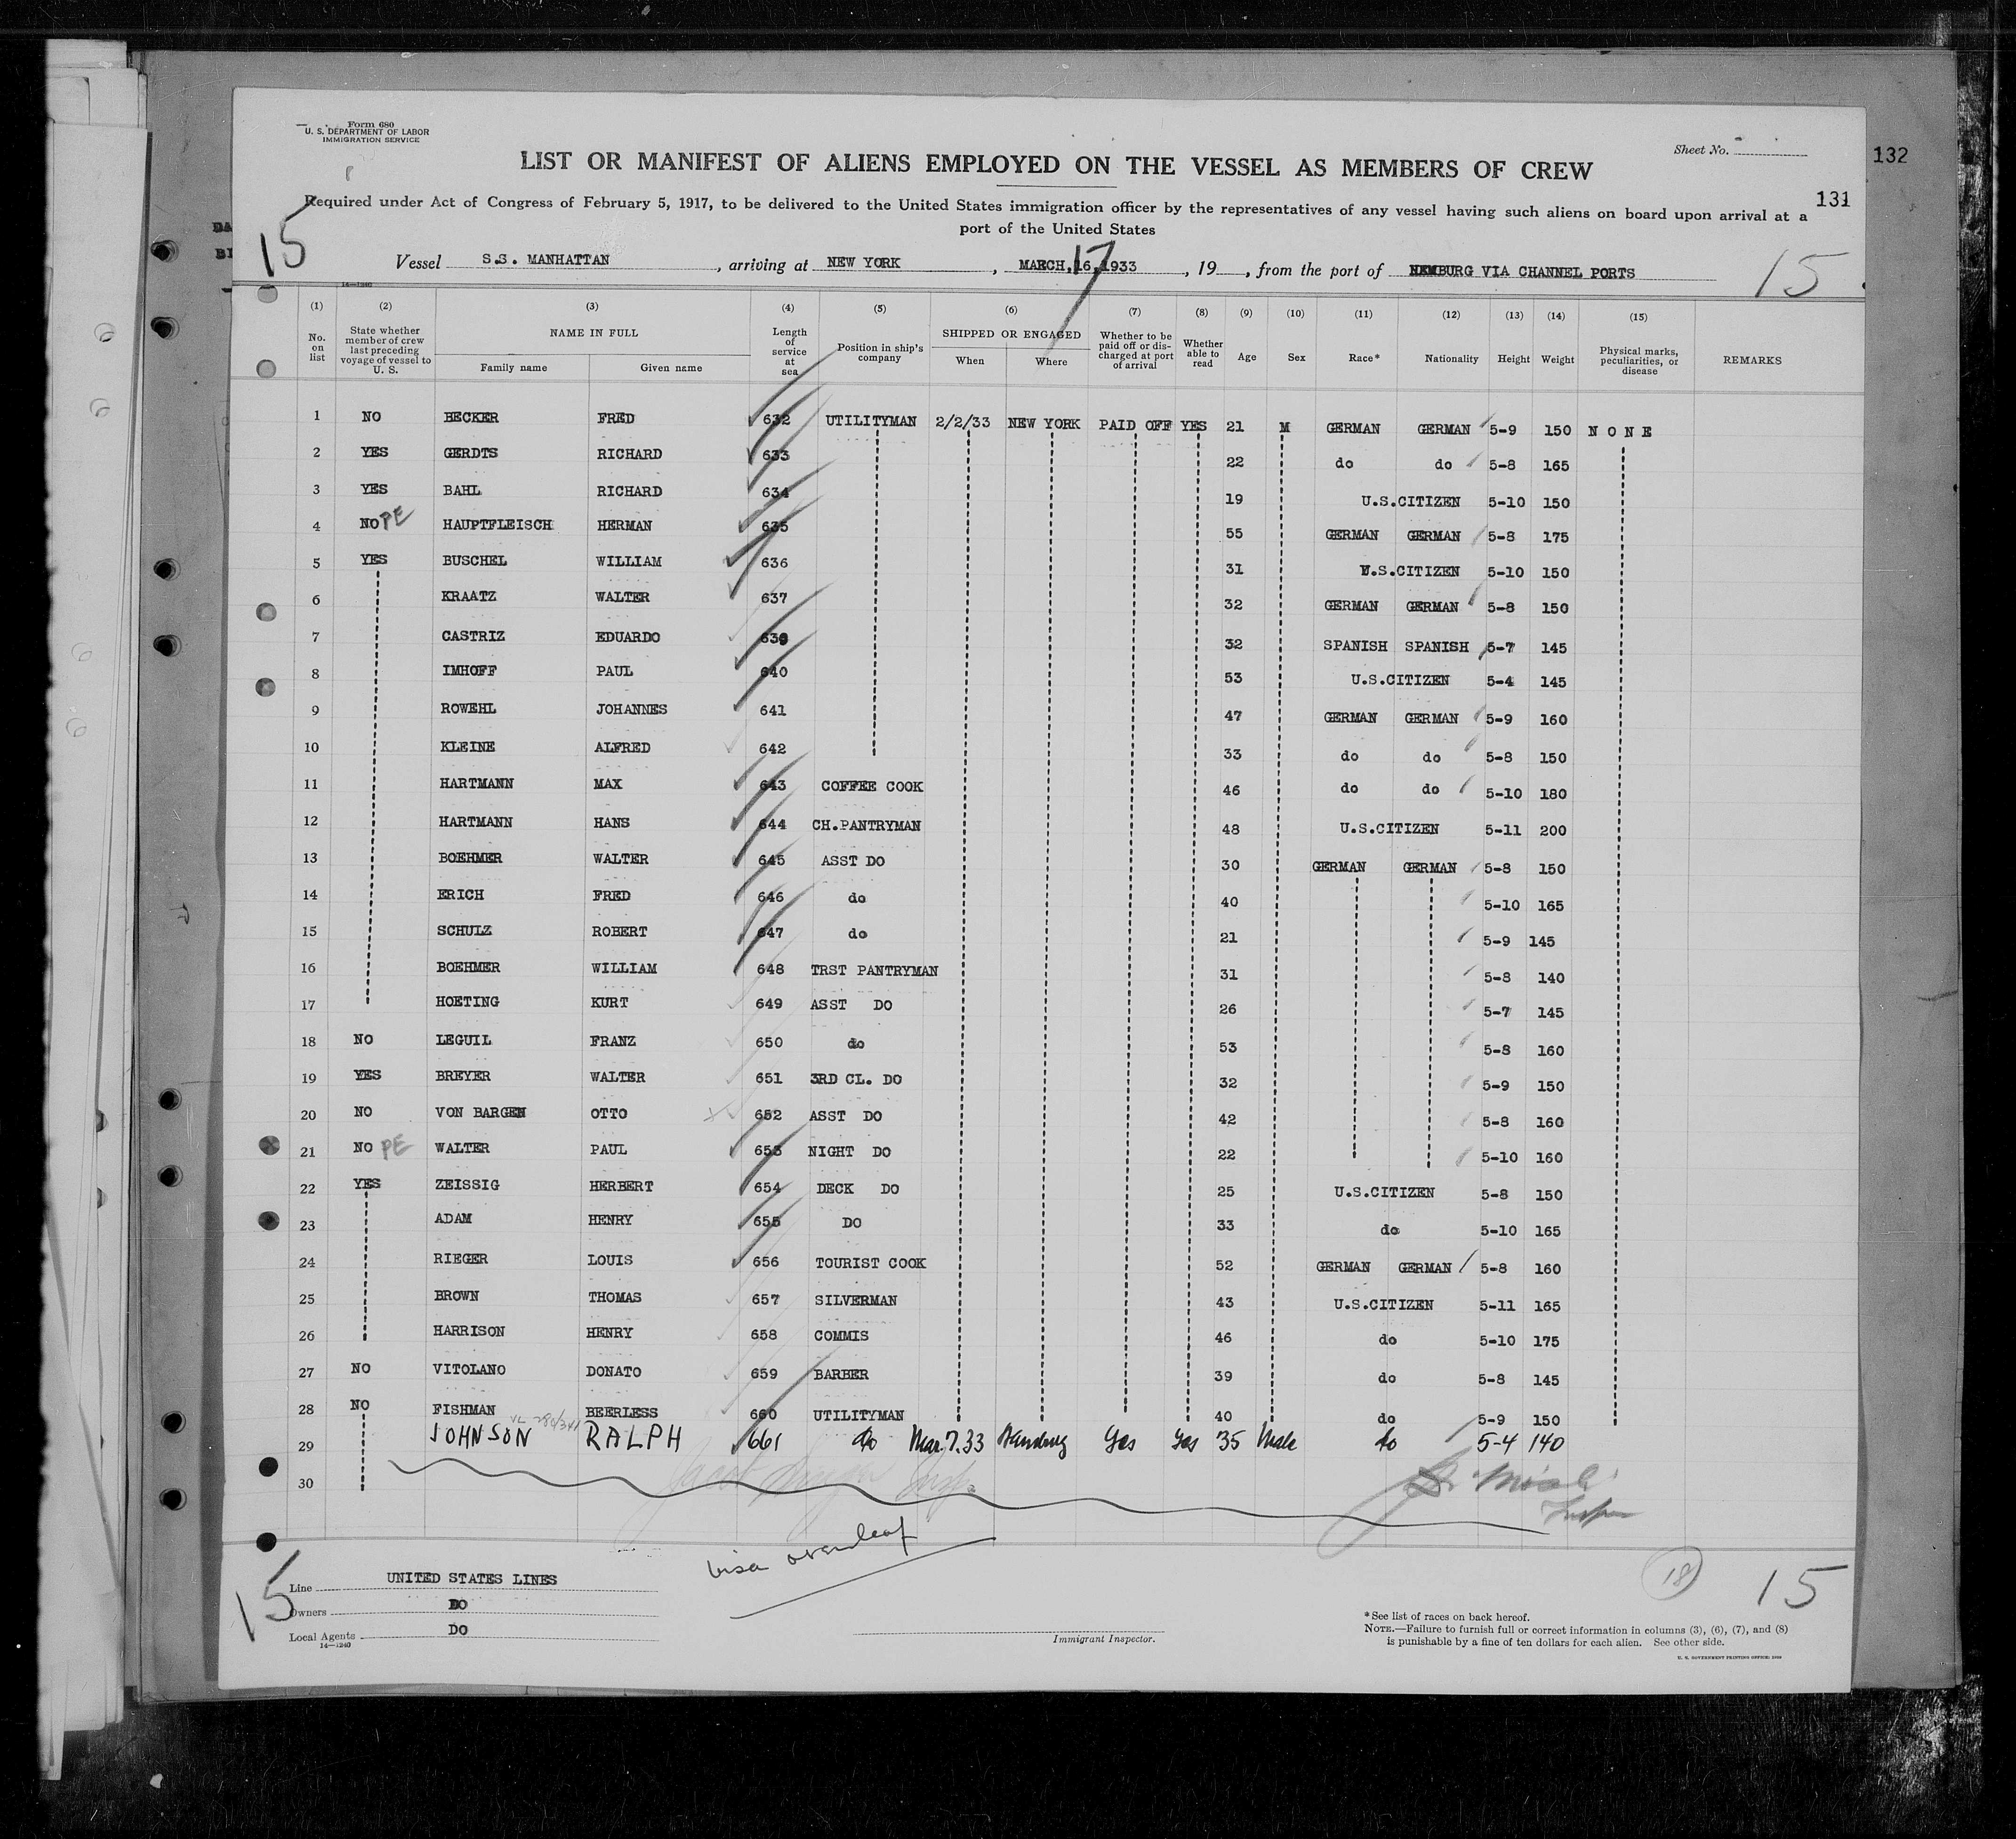 Form 680
U. S. DEPARTMENT OF LABOR
IMMIGRATION SERVICE
Sheet No.
132
LIST OR MANIFEST OF ALIENS EMPLOYED ON THE VESSEL AS MEMBERS OF CREW
131
Required under Act of Congress of February 5, 1917, to be delivered to the United States immigration officer by the representatives of any vessel having such aliens on board upon arrival at a
port of the United States
15
Vessel S.S. MANHATTAN, arriving at NEW YORK, MARCH,16,1933, 19, from the port of HEMBURG VIA CHANNEL PORTS
17
15
14-1240
(1) (2) (3) (4) (5) (6) (7) (8) (9) (10) (11) (12) (13) (14) (15)
No. on list
State whether member of crew last preceding voyage of vessel to U. S.
NAME IN FULL
Family name
Given name
Length of service at sea
Position in ship's company
SHIPPED OR ENGAGED
When
Where
Whether to be paid off or discharged at port of arrival
Whether able to read
Age
Sex
Race*
Nationality
Height
Weight
Physical marks, peculiarities, or disease
REMARKS
1 NO BECKER FRED 632 UTILITYMAN 2/2/33 NEW YORK PAID OFF YES 21 M GERMAN GERMAN 5-9 150 NONE
2 YES GERDTS RICHARD 633 22 do do 5-8 165
3 YES BAHL RICHARD 634 19 U.S.CITIZEN 5-10 150
4 NO PE HAUPTFLEISCH HERMAN 635 55 GERMAN GERMAN 5-8 175
5 YES BUSCHEL WILLIAM 636 31 U.S.CITIZEN 5-10 150
6 KRAATZ WALTER 637 32 GERMAN GERMAN 5-8 150
7 CASTRIZ EDUARDO 639 32 SPANISH SPANISH 5-7 145
8 IMHOFF PAUL 640 53 U.S.CITIZEN 5-4 145
9 ROWEHL JOHANNES 641 47 GERMAN GERMAN 5-9 160
10 KLEINE ALFRED 642 33 do do 5-8 150
11 HARTMANN MAX 643 COFFEE COOK 46 do do 5-10 180
12 HARTMANN HANS 644 CH.PANTRYMAN 48 U.S.CITIZEN 5-11 200
13 BOEHMER WALTER 645 ASST DO 30 GERMAN GERMAN 5-8 150
14 ERICH FRED 646 do 40 5-10 165
15 SCHULZ ROBERT 647 do 21 5-9 145
16 BOEHMER WILLIAM 648 TRST PANTRYMAN 31 5-8 140
17 HOETING KURT 649 ASST DO 26 5-7 145
18 NO LEGUIL FRANZ 650 do 53 5-8 160
19 YES BREYER WALTER 651 3RD CL. DO 32 5-9 150
20 NO VON BARGEN OTTO 652 ASST DO 42 5-8 160
21 NO PE WALTER PAUL 653 NIGHT DO 22 5-10 160
22 YES ZEISSIG HERBERT 654 DECK DO 25 U.S.CITIZEN 5-8 150
23 ADAM HENRY 655 DO 33 do 5-10 165
24 RIEGER LOUIS 656 TOURIST COOK 52 GERMAN GERMAN 5-8 160
25 BROWN THOMAS 657 SILVERMAN 43 U.S.CITIZEN 5-11 165
26 HARRISON HENRY 658 COMMIS 46 do 5-10 175
27 NO VITOLANO DONATO 659 BARBER 39 do 5-8 145
28 NO FISHMAN BEERLESS 660 UTILITYMAN 40 do 5-9 150
29 JOHNSON RALPH 661 do Mar.7.33 Hamburg Yes Yes 35 Male do 5-4 140
30
visa overleaf
18
15
15
Line UNITED STATES LINES
Owners DO
Local Agents DO
14-1240
Immigrant Inspector.
*See list of races on back hereof.
NOTE.—Failure to furnish full or correct information in columns (3), (6), (7), and (8)
is punishable by a fine of ten dollars for each alien. See other side.
U. S. GOVERNMENT PRINTING OFFICE: